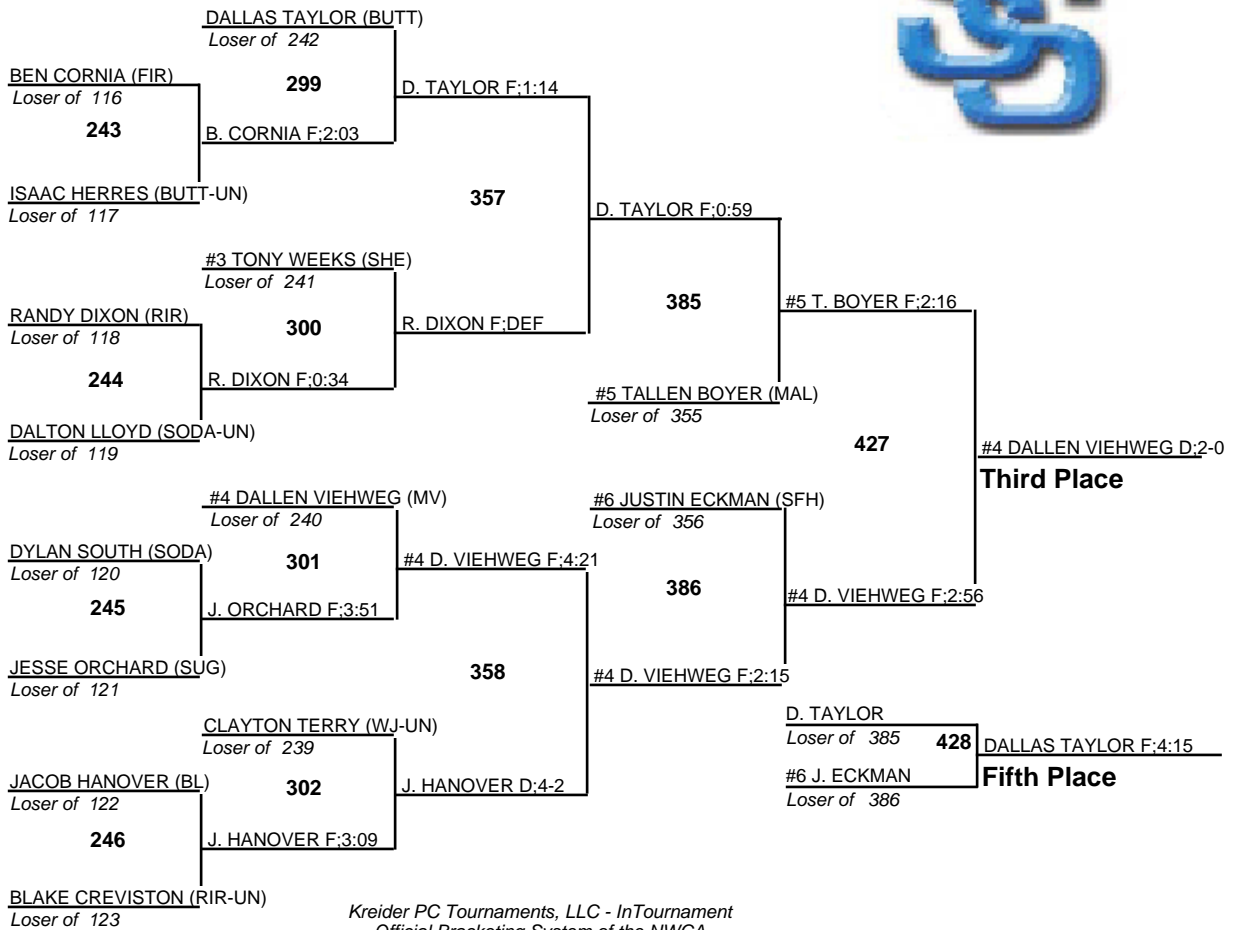 DALLAS TAYLOR (BUTT)
Loser of 242
BEN CORNIA (FIR)
Loser of 116
299
D. TAYLOR F;1:14
243
B. CORNIA F;2:03
ISAAC HERRES (BUTT-UN)
Loser of 117
357
D. TAYLOR F;0:59
#3 TONY WEEKS (SHE)
Loser of 241
RANDY DIXON (RIR)
Loser of 118
300
R. DIXON F;DEF
385
#5 T. BOYER F;2:16
244
R. DIXON F;0:34
#5 TALLEN BOYER (MAL)
Loser of 355
DALTON LLOYD (SODA-UN)
Loser of 119
427
#4 DALLEN VIEHWEG D;2-0
Third Place
#4 DALLEN VIEHWEG (MV)
Loser of 240
#6 JUSTIN ECKMAN (SFH)
Loser of 356
DYLAN SOUTH (SODA)
Loser of 120
301
#4 D. VIEHWEG F;4:21
386
#4 D. VIEHWEG F;2:56
245
J. ORCHARD F;3:51
JESSE ORCHARD (SUG)
Loser of 121
358
#4 D. VIEHWEG F;2:15
CLAYTON TERRY (WJ-UN)
Loser of 239
D. TAYLOR
Loser of 385
428
DALLAS TAYLOR F;4:15
Fifth Place
#6 J. ECKMAN
Loser of 386
JACOB HANOVER (BL)
Loser of 122
302
J. HANOVER D;4-2
246
J. HANOVER F;3:09
BLAKE CREVISTON (RIR-UN)
Loser of 123
Kreider PC Tournaments, LLC - InTournament
Official Bracketing System of the NWCA